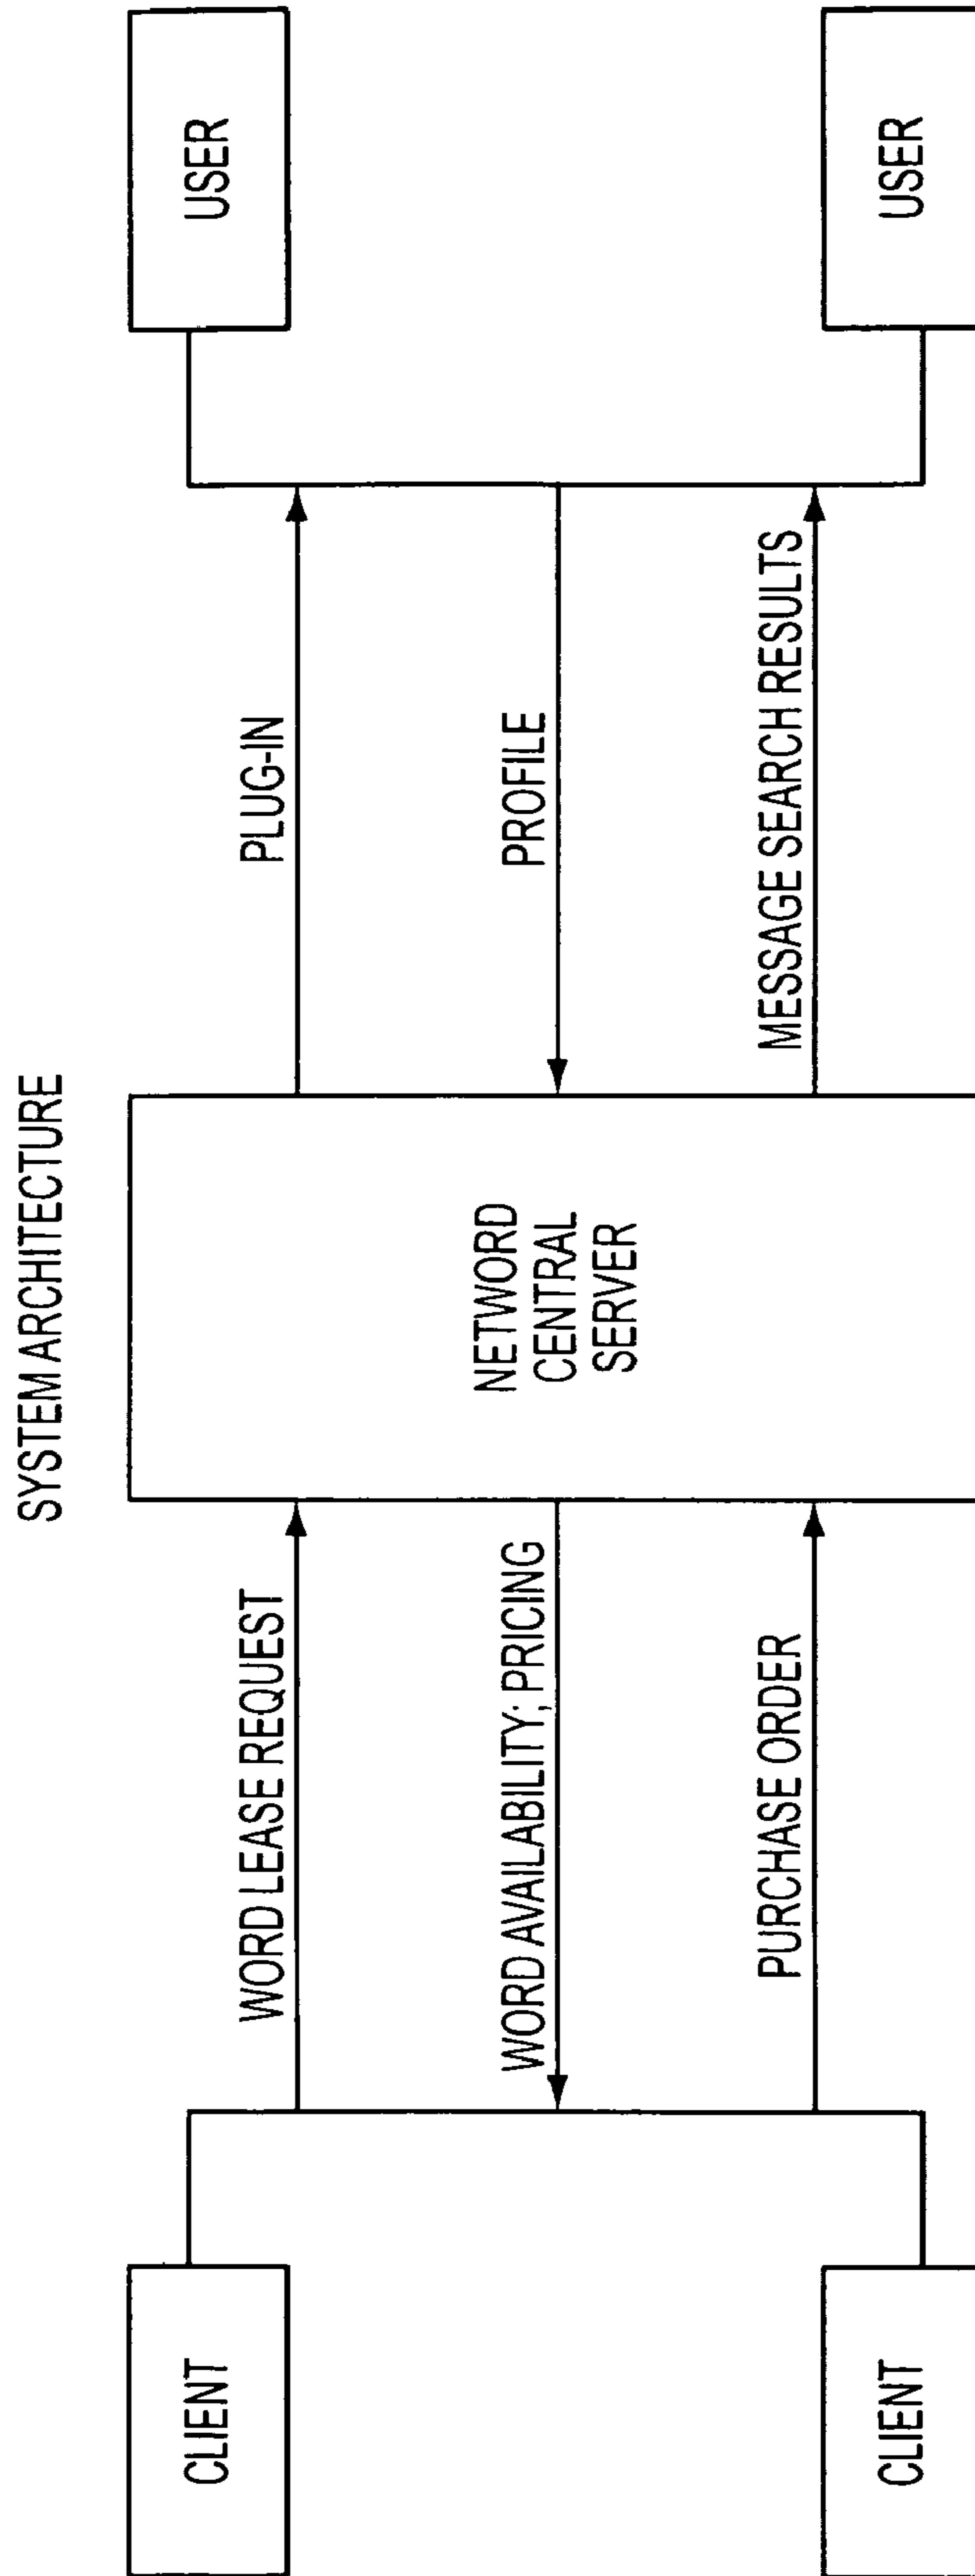 SYSTEM ARCHITECTURE
CLIENT
CLIENT
WORD LEASE REQUEST
WORD AVAILABILITY; PRICING
PURCHASE ORDER
NETWORD
CENTRAL
SERVER
PLUG-IN
PROFILE
MESSAGE SEARCH RESULTS
USER
USER